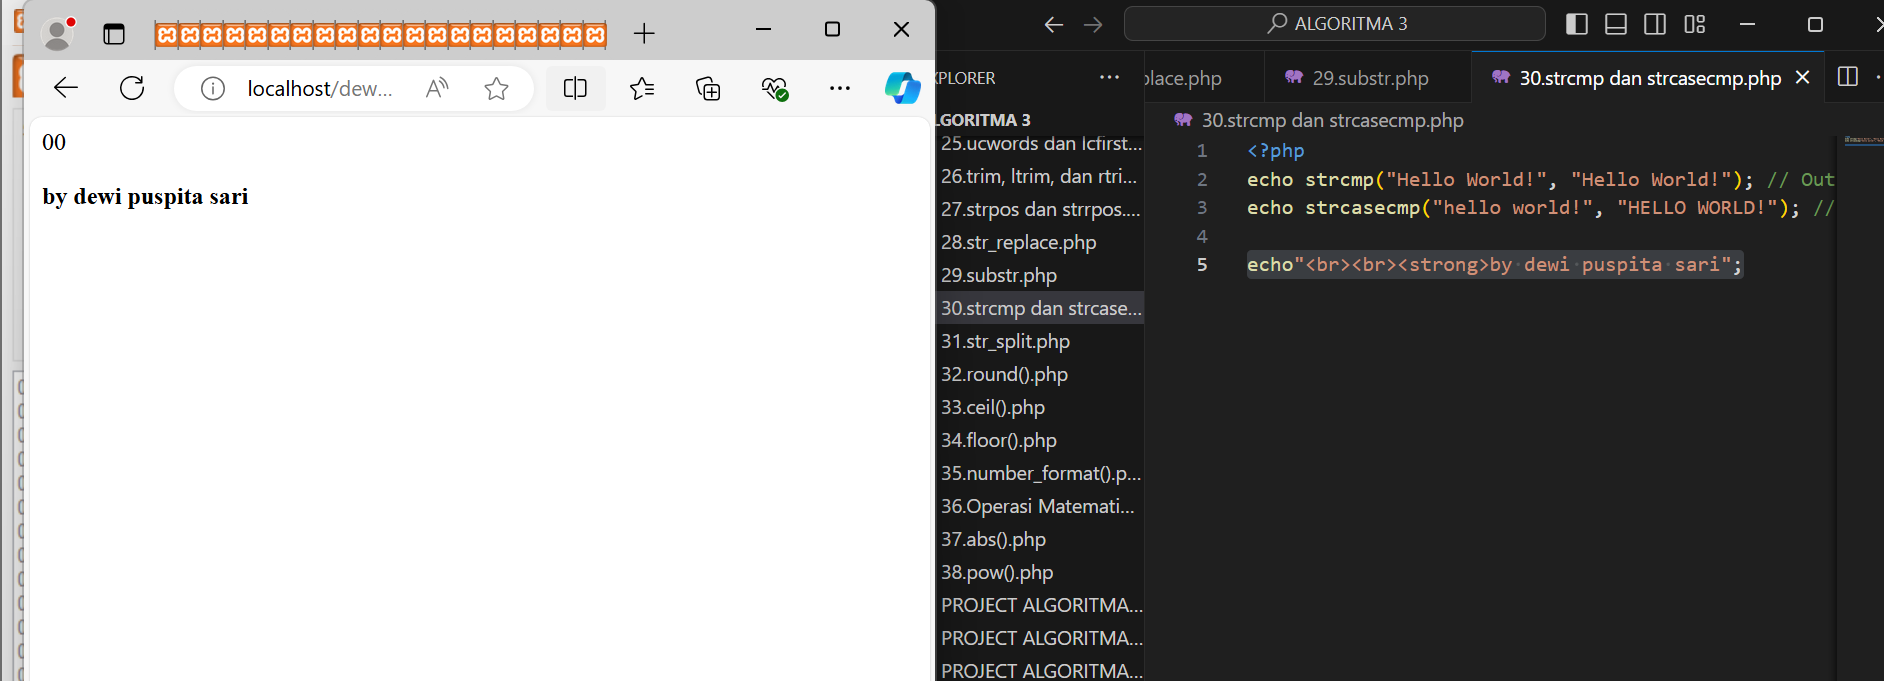 localhost/dew...
00
by dewi puspita sari
ALGORITMA 3
XPLORER
LGORITMA 3
25.ucwords dan lcfirst...
26.trim, ltrim, dan rtri...
27.strpos dan strrpos....
28.str_replace.php
29.substr.php
30.strcmp dan strcase...
31.str_split.php
32.round().php
33.ceil().php
34.floor().php
35.number_format().p...
36.Operasi Matemati...
37.abs().php
38.pow().php
PROJECT ALGORITMA...
PROJECT ALGORITMA...
PROJECT ALGORITMA...
place.php
29.substr.php
30.strcmp dan strcasecmp.php
30.strcmp dan strcasecmp.php
1 <?php
2 echo strcmp("Hello World!", "Hello World!"); // Out
3 echo strcasecmp("hello world!", "HELLO WORLD!"); //
4
5 echo"<br><br><strong>by dewi puspita sari";